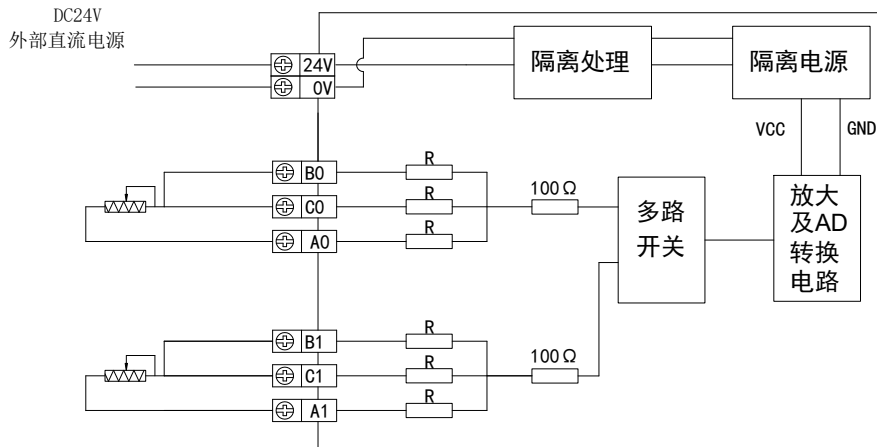 DC24V
外部直流电源
24V
0V
隔离处理
隔离电源
VCC
GND
B0
R
C0
R
A0
R
100Ω
多路
开关
放大
及AD
转换
电路
B1
R
C1
R
A1
R
100Ω